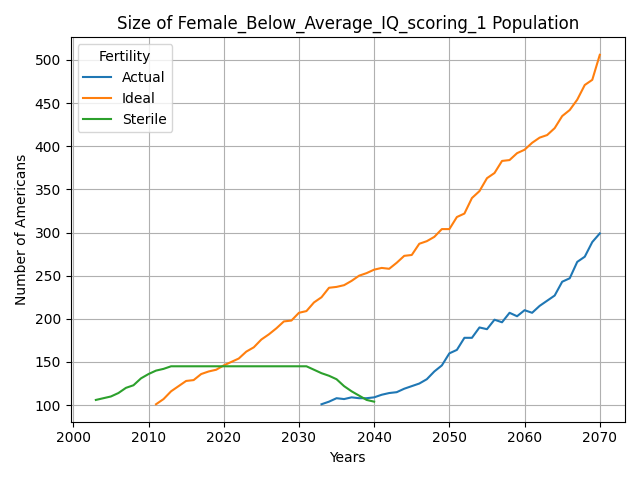 Size of Female_Below_Average_IQ_scoring_1 Population
Fertility
Actual
Ideal
Sterile
Number of Americans
500
450
400
350
300
250
200
150
100
2000 2010 2020 2030 2040 2050 2060 2070
Years